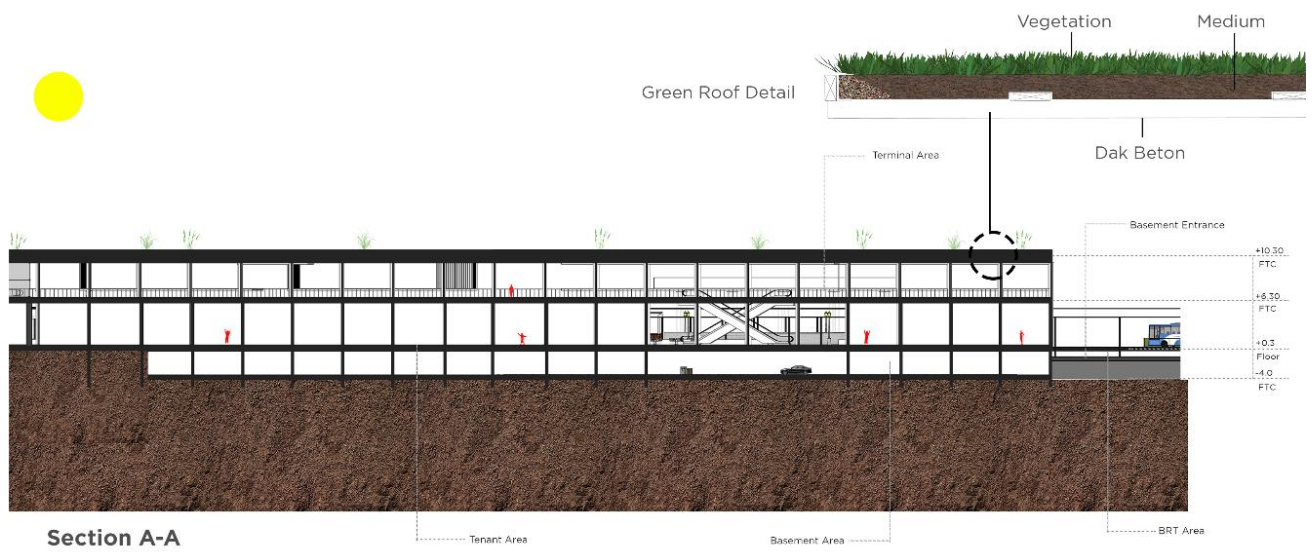 Vegetation
Medium
Green Roof Detail
Dak Beton
Terminal Area
Basement Entrance
+10.30
FTC
+6.30
FTC
+0.3
Floor
-4.0
FTC
Section A-A
Tenant Area
Basement Area
BRT Area